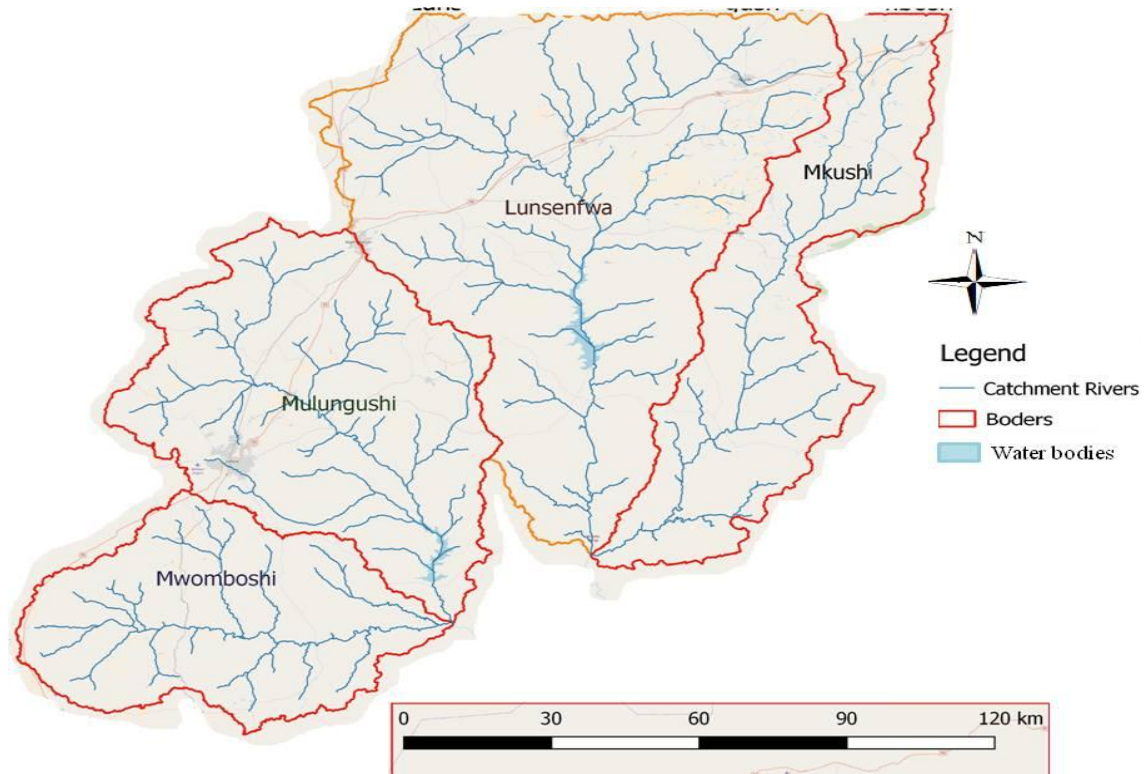 Mkushi
Lunsenfwa
N
Legend
Catchment Rivers
Boders
Water bodies
Mulungushi
Mwomboshi
0 30 60 90 120 km